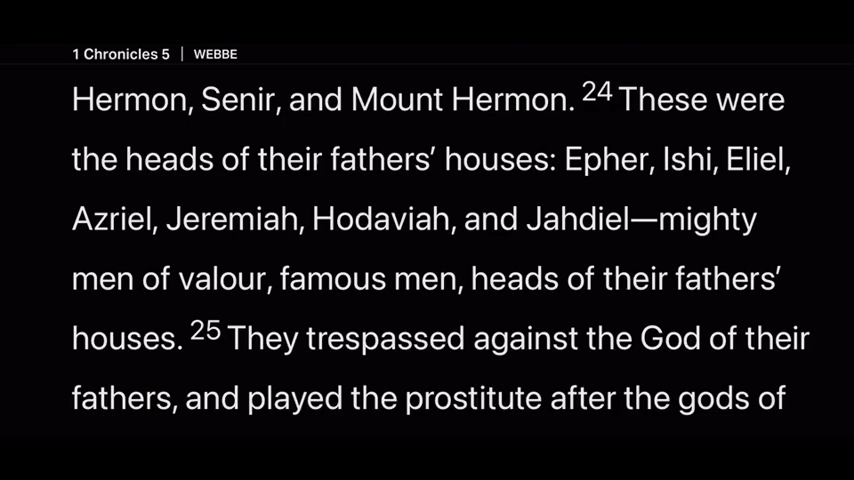 1 Chronicles 5 | WEBBE
Hermon, Senir, and Mount Hermon. 24 These were
the heads of their fathers’ houses: Epher, Ishi, Eliel,
Azriel, Jeremiah, Hodaviah, and Jahdiel—mighty
men of valour, famous men, heads of their fathers’
houses. 25 They trespassed against the God of their
fathers, and played the prostitute after the gods of